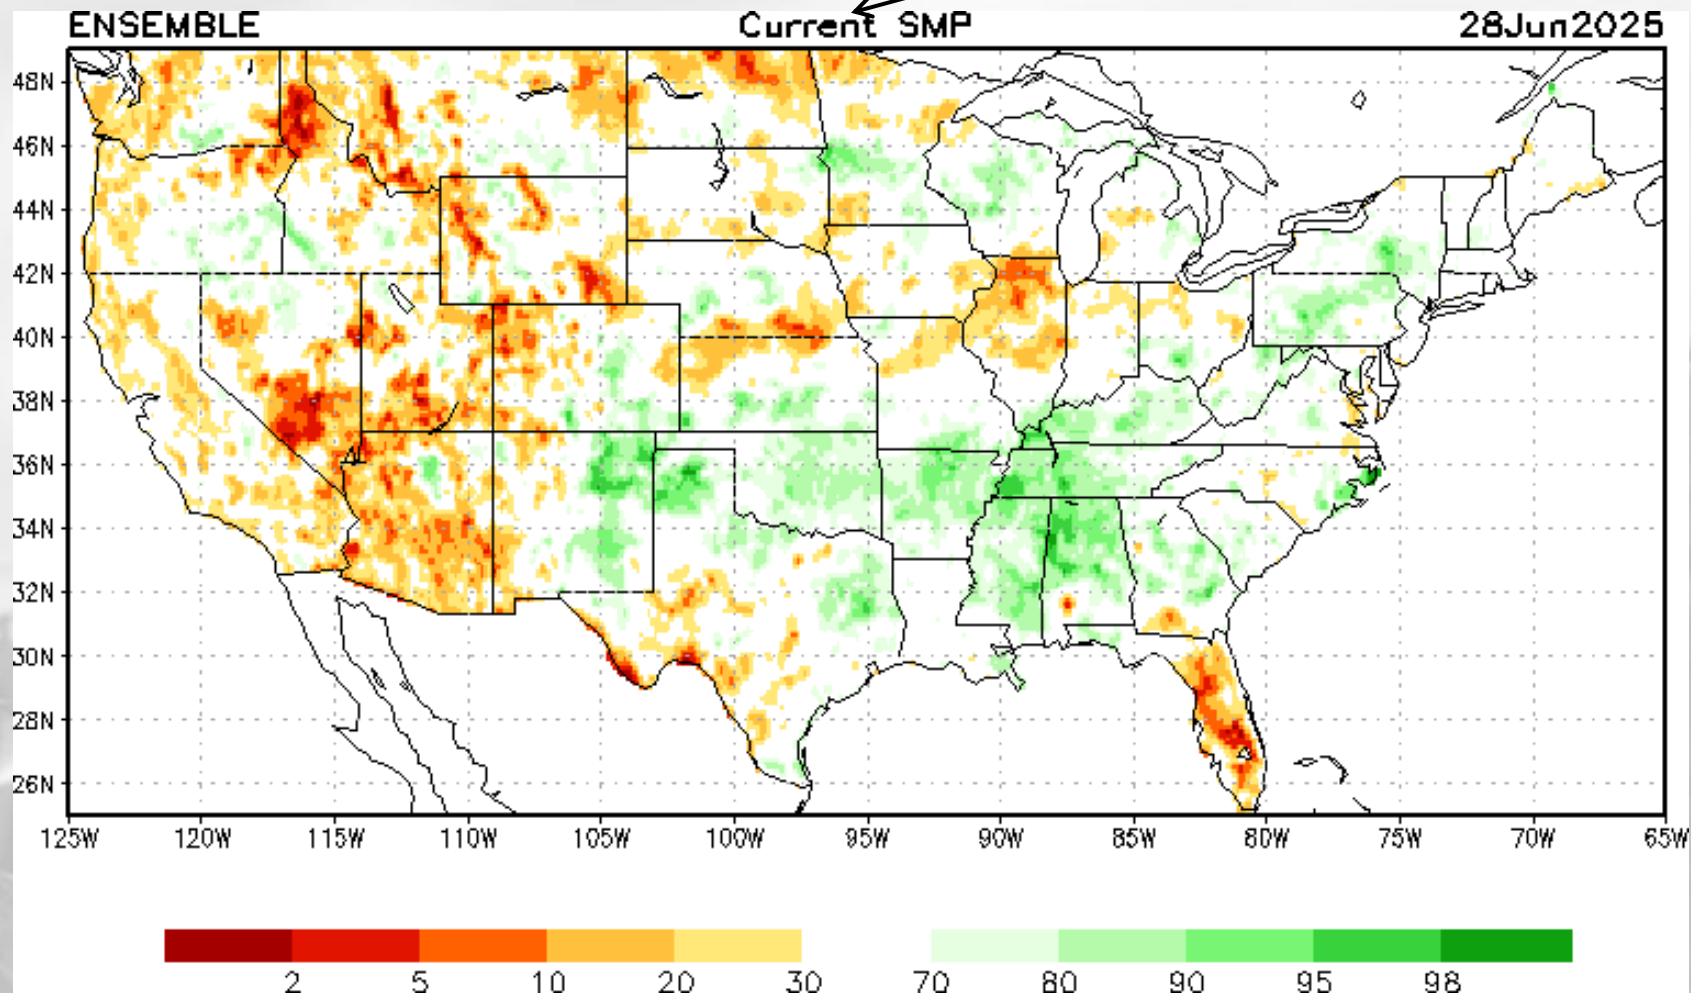 ENSEMBLE Current SMP 28Jun2025
48N
46N
44N
42N
40N
38N
36N
34N
32N
30N
28N
26N
125W 120W 115W 110W 105W 100W 95W 90W 85W 80W 75W 70W 65W
2 5 10 20 30 70 80 90 95 98